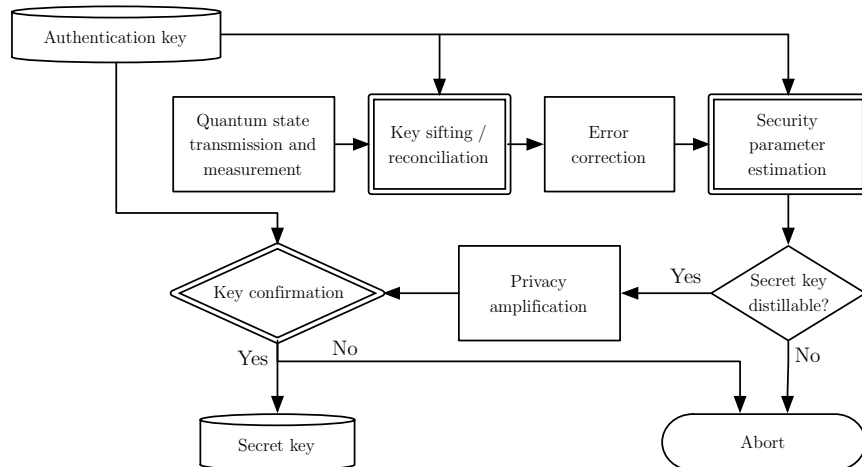 Authentication key
Quantum state
transmission and
measurement
Key sifting /
reconciliation
Error
correction
Security
parameter
estimation
Key confirmation
Privacy
amplification
Yes
Secret key
distillable?
Yes
No
No
Secret key
Abort